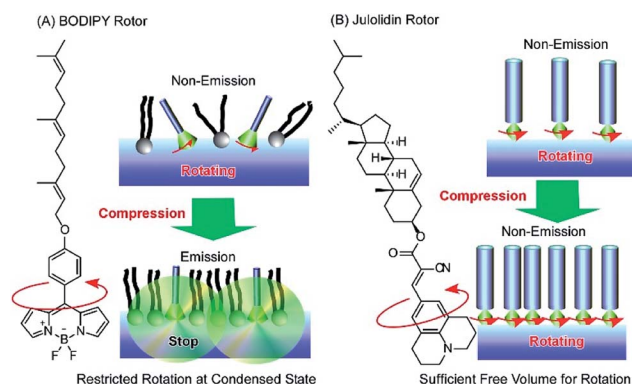 (A) BODIPY Rotor
Non-Emission
Rotating
Compression
Emission
Stop
O
N
+
N
B
-
F
F
Restricted Rotation at Condensed State
(B) Julolidin Rotor
Non-Emission
Rotating
Compression
Non-Emission
Rotating
H
H
H
O
O
CN
N
Sufficient Free Volume for Rotation